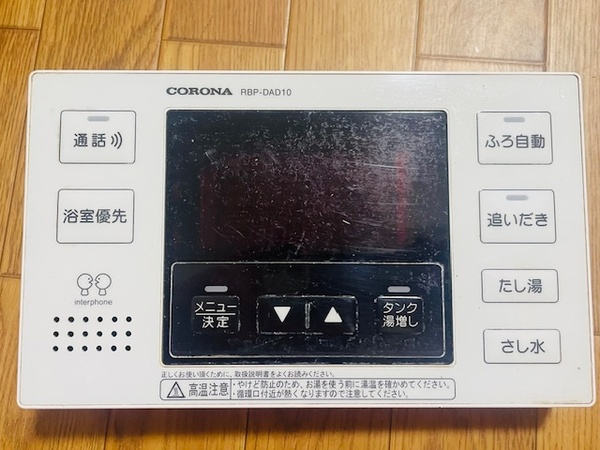 CORONA RBP-DAD10
通話
浴室優先
interphone
ふろ自動
追いだき
たし湯
さし水
メニュー
決定
▼
▲
タンク
湯増し
正しくお使い頂くために、取扱説明書をよくお読みください。
高温注意
・やけど防止のため、お湯を使う前に湯温を確かめてください。
・循環口付近が熱くなりますので注意してください。